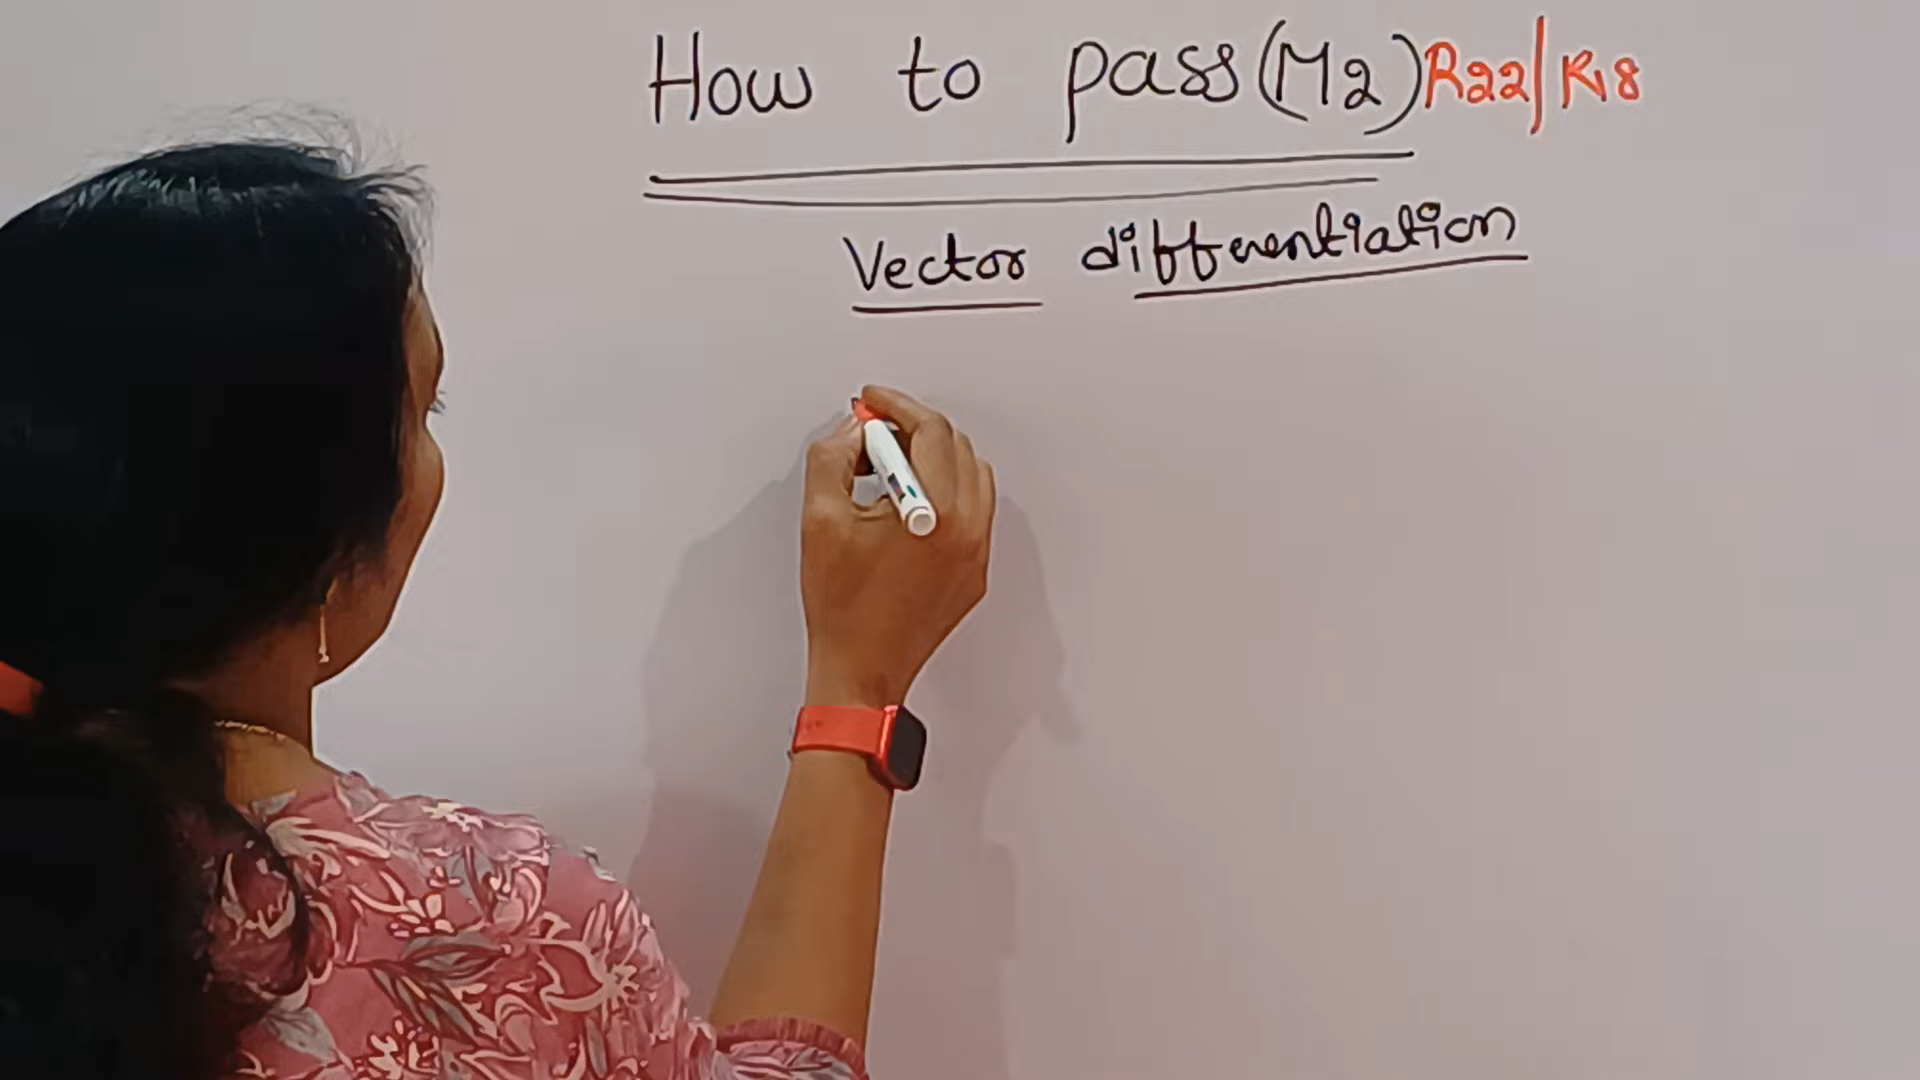 How to pass (M2) R22/R18
Vector differentiation